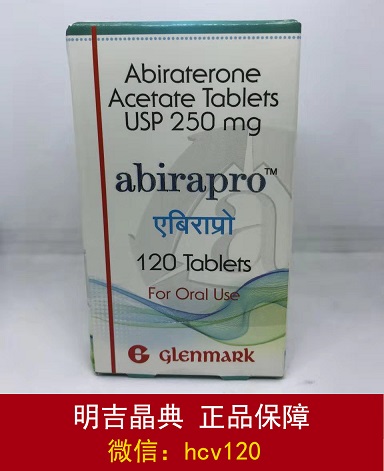 Abiraterone
Acetate Tablets
USP 250 mg
abirapro™
एबिराप्रो
120 Tablets
For Oral Use
G glenmark
明吉晶典 正品保障
微信：hcv120